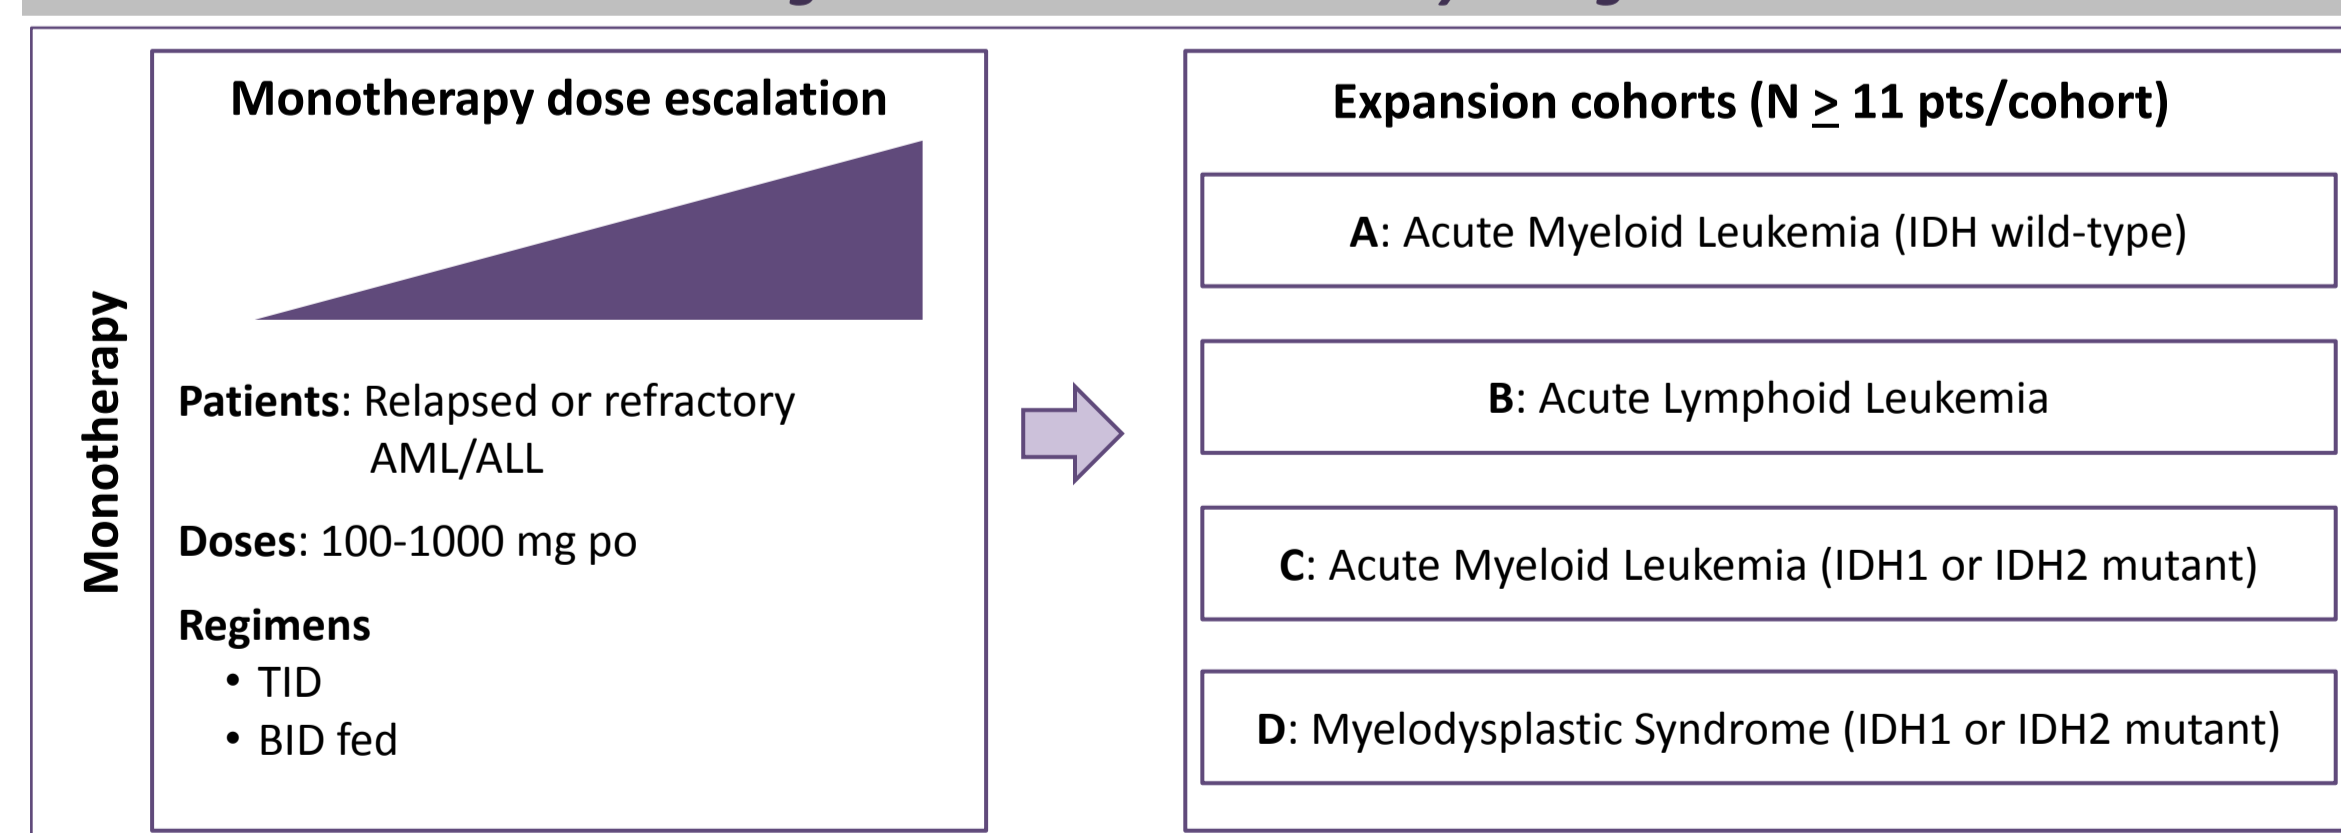 Monotherapy
Monotherapy dose escalation
Patients: Relapsed or refractory
AML/ALL
Doses: 100-1000 mg po
Regimens
• TID
• BID fed
Expansion cohorts (N ≥ 11 pts/cohort)
A: Acute Myeloid Leukemia (IDH wild-type)
B: Acute Lymphoid Leukemia
C: Acute Myeloid Leukemia (IDH1 or IDH2 mutant)
D: Myelodysplastic Syndrome (IDH1 or IDH2 mutant)